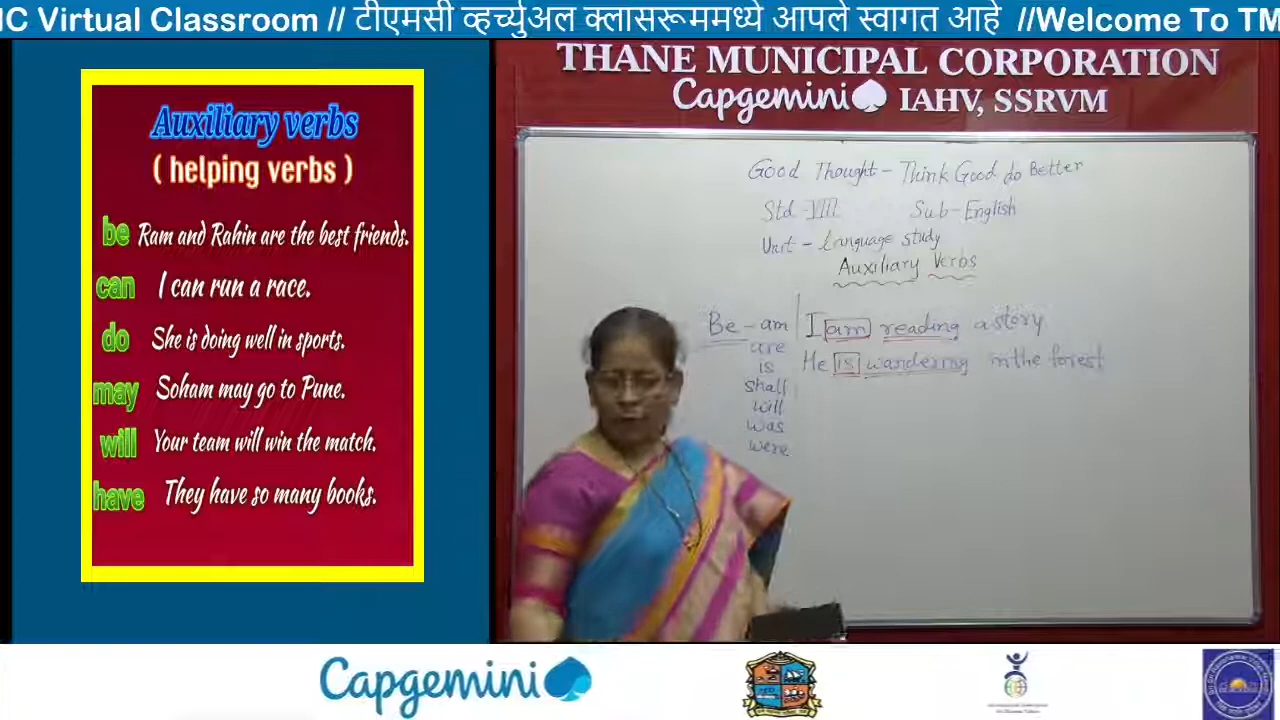 IC Virtual Classroom // टीएमसी व्हर्च्युअल क्लासरूममध्ये आपले स्वागत आहे //Welcome To TM
Auxiliary verbs
( helping verbs )
be Ram and Rahin are the best friends.
can I can run a race.
do She is doing well in sports.
may Soham may go to Pune.
will Your team will win the match.
have They have so many books.
THANE MUNICIPAL CORPORATION
Capgemini IAHV, SSRVM
Good Thought - Think Good do Better
Std - VIII Sub - English
Unit - Language study
Auxiliary Verbs
Be - am I am reading a story
are
is He is wandering in the forest
shall
will
was
were
Capgemini